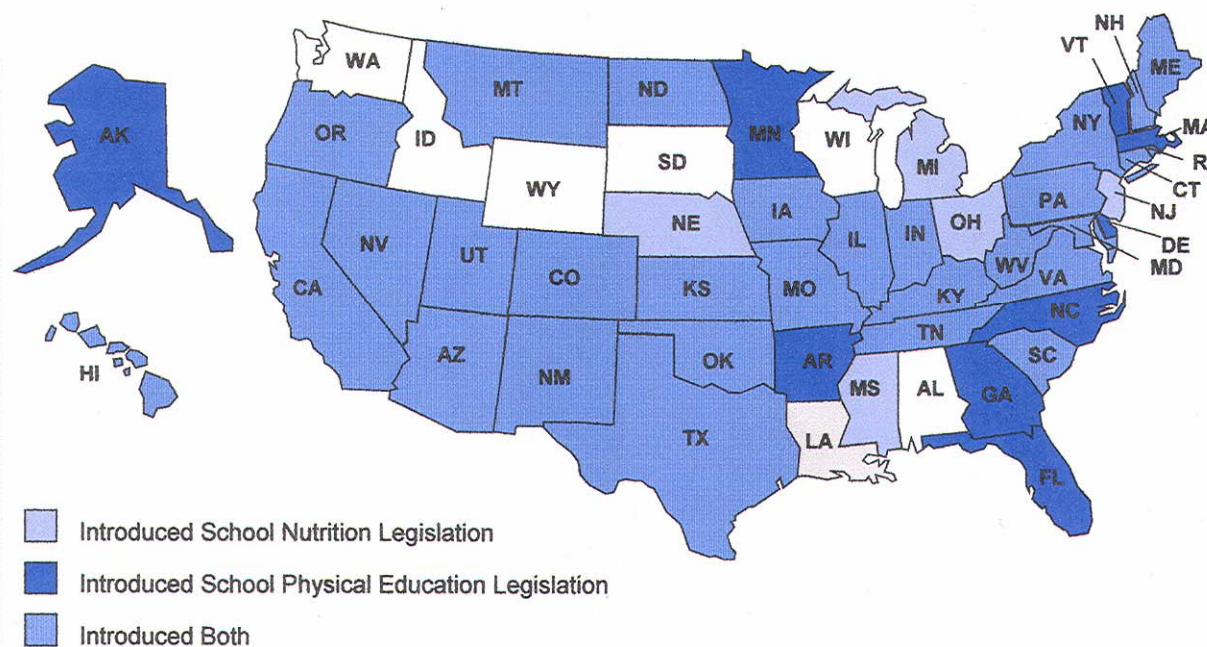 NH
VT
WA
ME
MT
ND
AK
OR
MN
ID
NY
MA
WI
SD
R
MI
WY
CT
PA
IA
NJ
NE
OH
NV
IL
IN
DE
UT
MD
WV
CO
VA
CA
KS
MO
KY
NC
TN
OK
AR
SC
AZ
HI
NM
MS
AL
GA
TX
LA
FL
Introduced School Nutrition Legislation
Introduced School Physical Education Legislation
Introduced Both